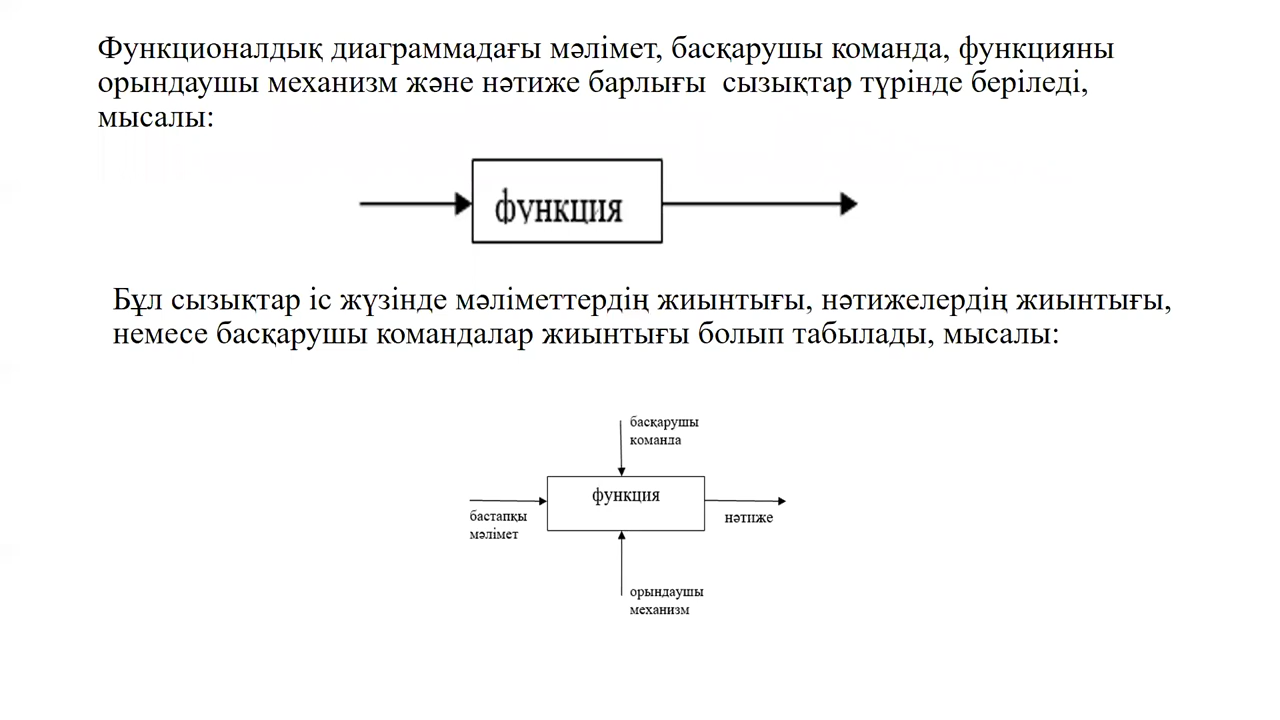 Функционалдық диаграммадағы мәлімет, басқарушы команда, функцияны
орындаушы механизм және нәтиже барлығы сызықтар түрінде беріледі,
мысалы:
функция
Бұл сызықтар іс жүзінде мәліметтердің жиынтығы, нәтижелердің жиынтығы,
немесе басқарушы командалар жиынтығы болып табылады, мысалы:
басқарушы
команда
функция
бастапқы
мәлімет
нәтиже
орындаушы
механизм